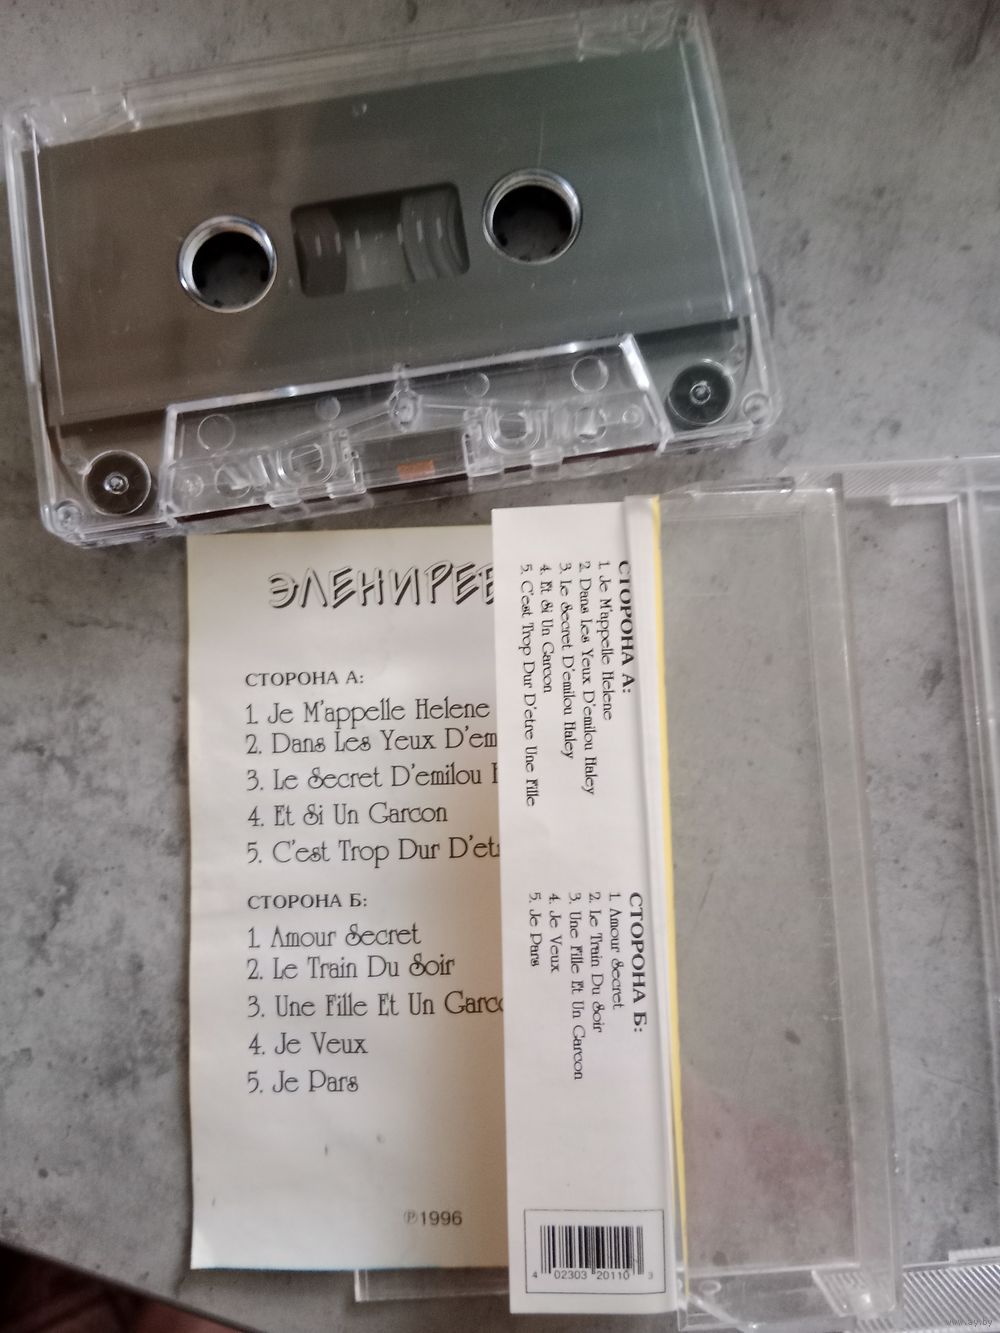 ЭЛЕНИРЕЕ
СТОРОНА А:
1. Je M'appelle Helene
2. Dans Les Yeux D'em
3. Le Secret D'emilou H
4. Et Si Un Garcon
5. C'est Trop Dur D'et
СТОРОНА Б:
1. Amour Secret
2. Le Train Du Soir
3. Une Fille Et Un Garco
4. Je Veux
5. Je Pars
℗1996
СТОРОНА А:
1. Je M'appelle Helene
2. Dans Les Yeux D'emilou Haley
3. Le Secret D'emilou Haley
4. Et Si Un Garcon
5. C'est Trop Dur D'etre Une Fille
СТОРОНА Б:
1. Amour Secret
2. Le Train Du Soir
3. Une Fille Et Un Garcon
4. Je Veux
5. Je Pars
4 02303 20110 3
www.ay.by